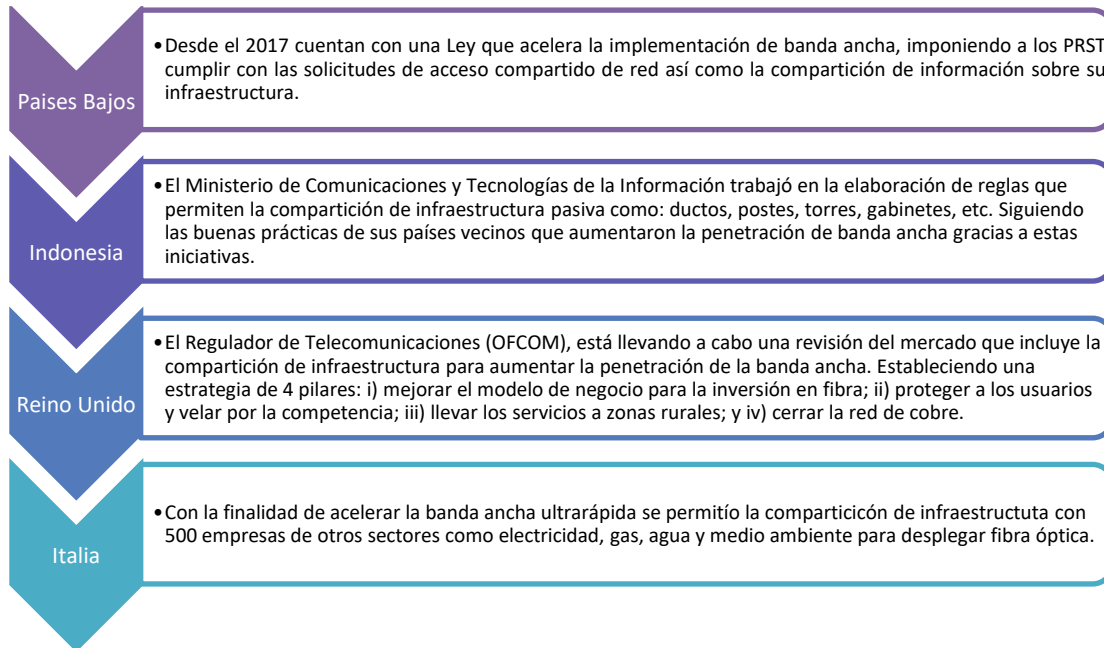 Paises Bajos
•Desde el 2017 cuentan con una Ley que acelera la implementación de banda ancha, imponiendo a los PRST
cumplir con las solicitudes de acceso compartido de red así como la compartición de información sobre su
infraestructura.
Indonesia
•El Ministerio de Comunicaciones y Tecnologías de la Información trabajó en la elaboración de reglas que
permiten la compartición de infraestructura pasiva como: ductos, postes, torres, gabinetes, etc. Siguiendo
las buenas prácticas de sus países vecinos que aumentaron la penetración de banda ancha gracias a estas
iniciativas.
Reino Unido
•El Regulador de Telecomunicaciones (OFCOM), está llevando a cabo una revisión del mercado que incluye la
compartición de infraestructura para aumentar la penetración de la banda ancha. Estableciendo una
estrategia de 4 pilares: i) mejorar el modelo de negocio para la inversión en fibra; ii) proteger a los usuarios
y velar por la competencia; iii) llevar los servicios a zonas rurales; y iv) cerrar la red de cobre.
Italia
•Con la finalidad de acelerar la banda ancha ultrarápida se permitío la comparticicón de infraestructuta con
500 empresas de otros sectores como electricidad, gas, agua y medio ambiente para desplegar fibra óptica.